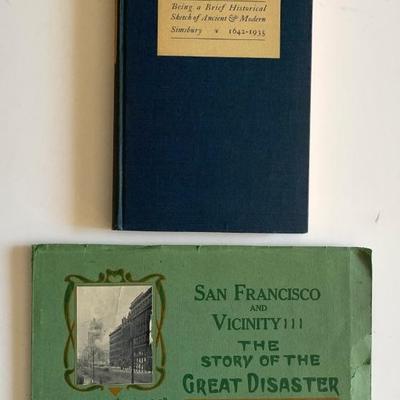 Being a Brief Historical
Sketch of Ancient & Modern
Simsbury 1642-1935
SAN FRANCISCO
AND
VICINITY
THE
STORY OF THE
GREAT DISASTER